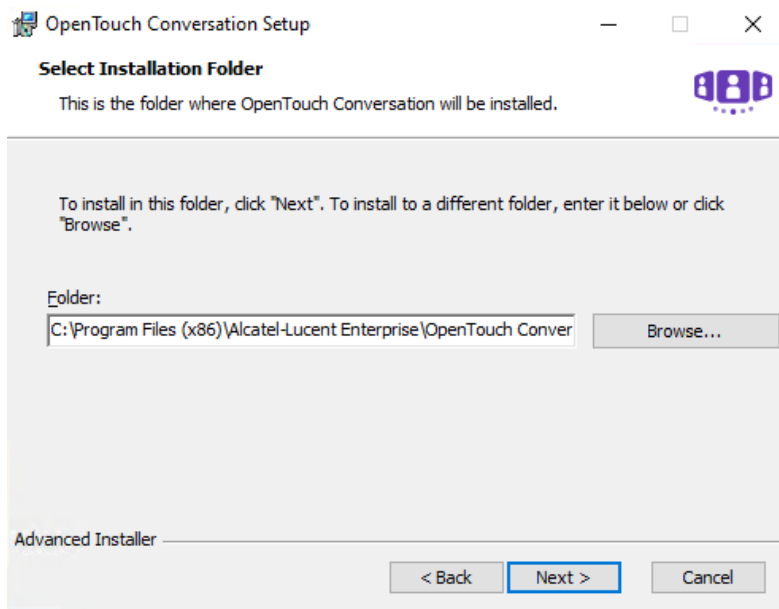 OpenTouch Conversation Setup
Select Installation Folder
This is the folder where OpenTouch Conversation will be installed.
To install in this folder, click "Next". To install to a different folder, enter it below or click
"Browse".
Folder:
C:\Program Files (x86)\Alcatel-Lucent Enterprise\OpenTouch Conver
Browse...
Advanced Installer
< Back
Next >
Cancel